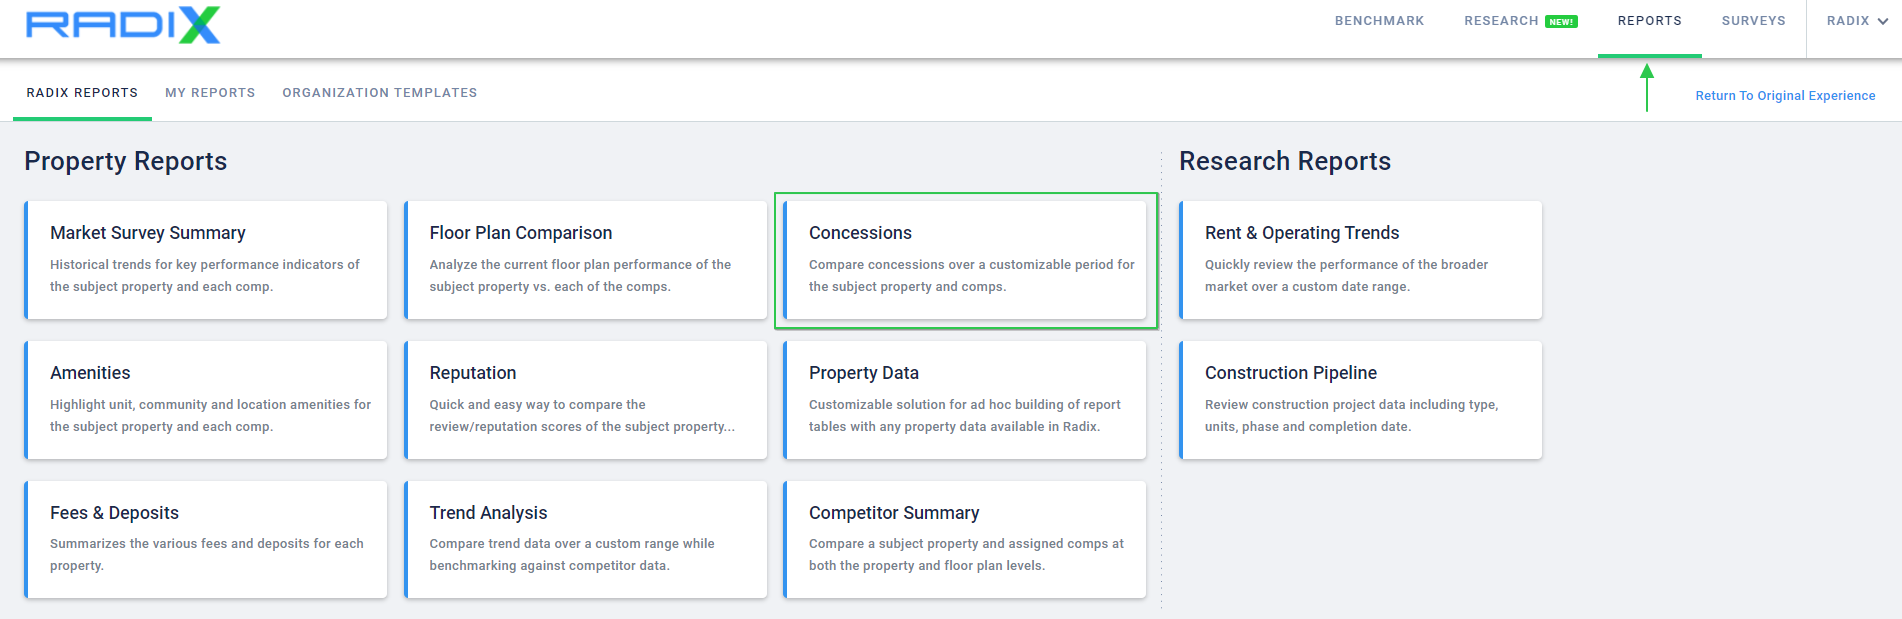 RADIX
BENCHMARK
RESEARCH NEW!
REPORTS
SURVEYS
RADIX
RADIX REPORTS
MY REPORTS
ORGANIZATION TEMPLATES
Return To Original Experience
Property Reports
Market Survey Summary
Historical trends for key performance indicators of
the subject property and each comp.
Floor Plan Comparison
Analyze the current floor plan performance of the
subject property vs. each of the comps.
Concessions
Compare concessions over a customizable period for
the subject property and comps.
Amenities
Highlight unit, community and location amenities for
the subject property and each comp.
Reputation
Quick and easy way to compare the
review/reputation scores of the subject property...
Property Data
Customizable solution for ad hoc building of report
tables with any property data available in Radix.
Fees & Deposits
Summarizes the various fees and deposits for each
property.
Trend Analysis
Compare trend data over a custom range while
benchmarking against competitor data.
Competitor Summary
Compare a subject property and assigned comps at
both the property and floor plan levels.
Research Reports
Rent & Operating Trends
Quickly review the performance of the broader
market over a custom date range.
Construction Pipeline
Review construction project data including type,
units, phase and completion date.